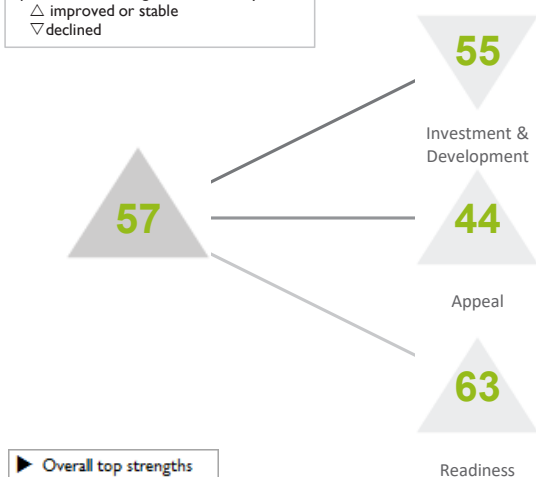 △ improved or stable
▽ declined
55
Investment &
Development
57
44
Appeal
63
Readiness
▶ Overall top strengths